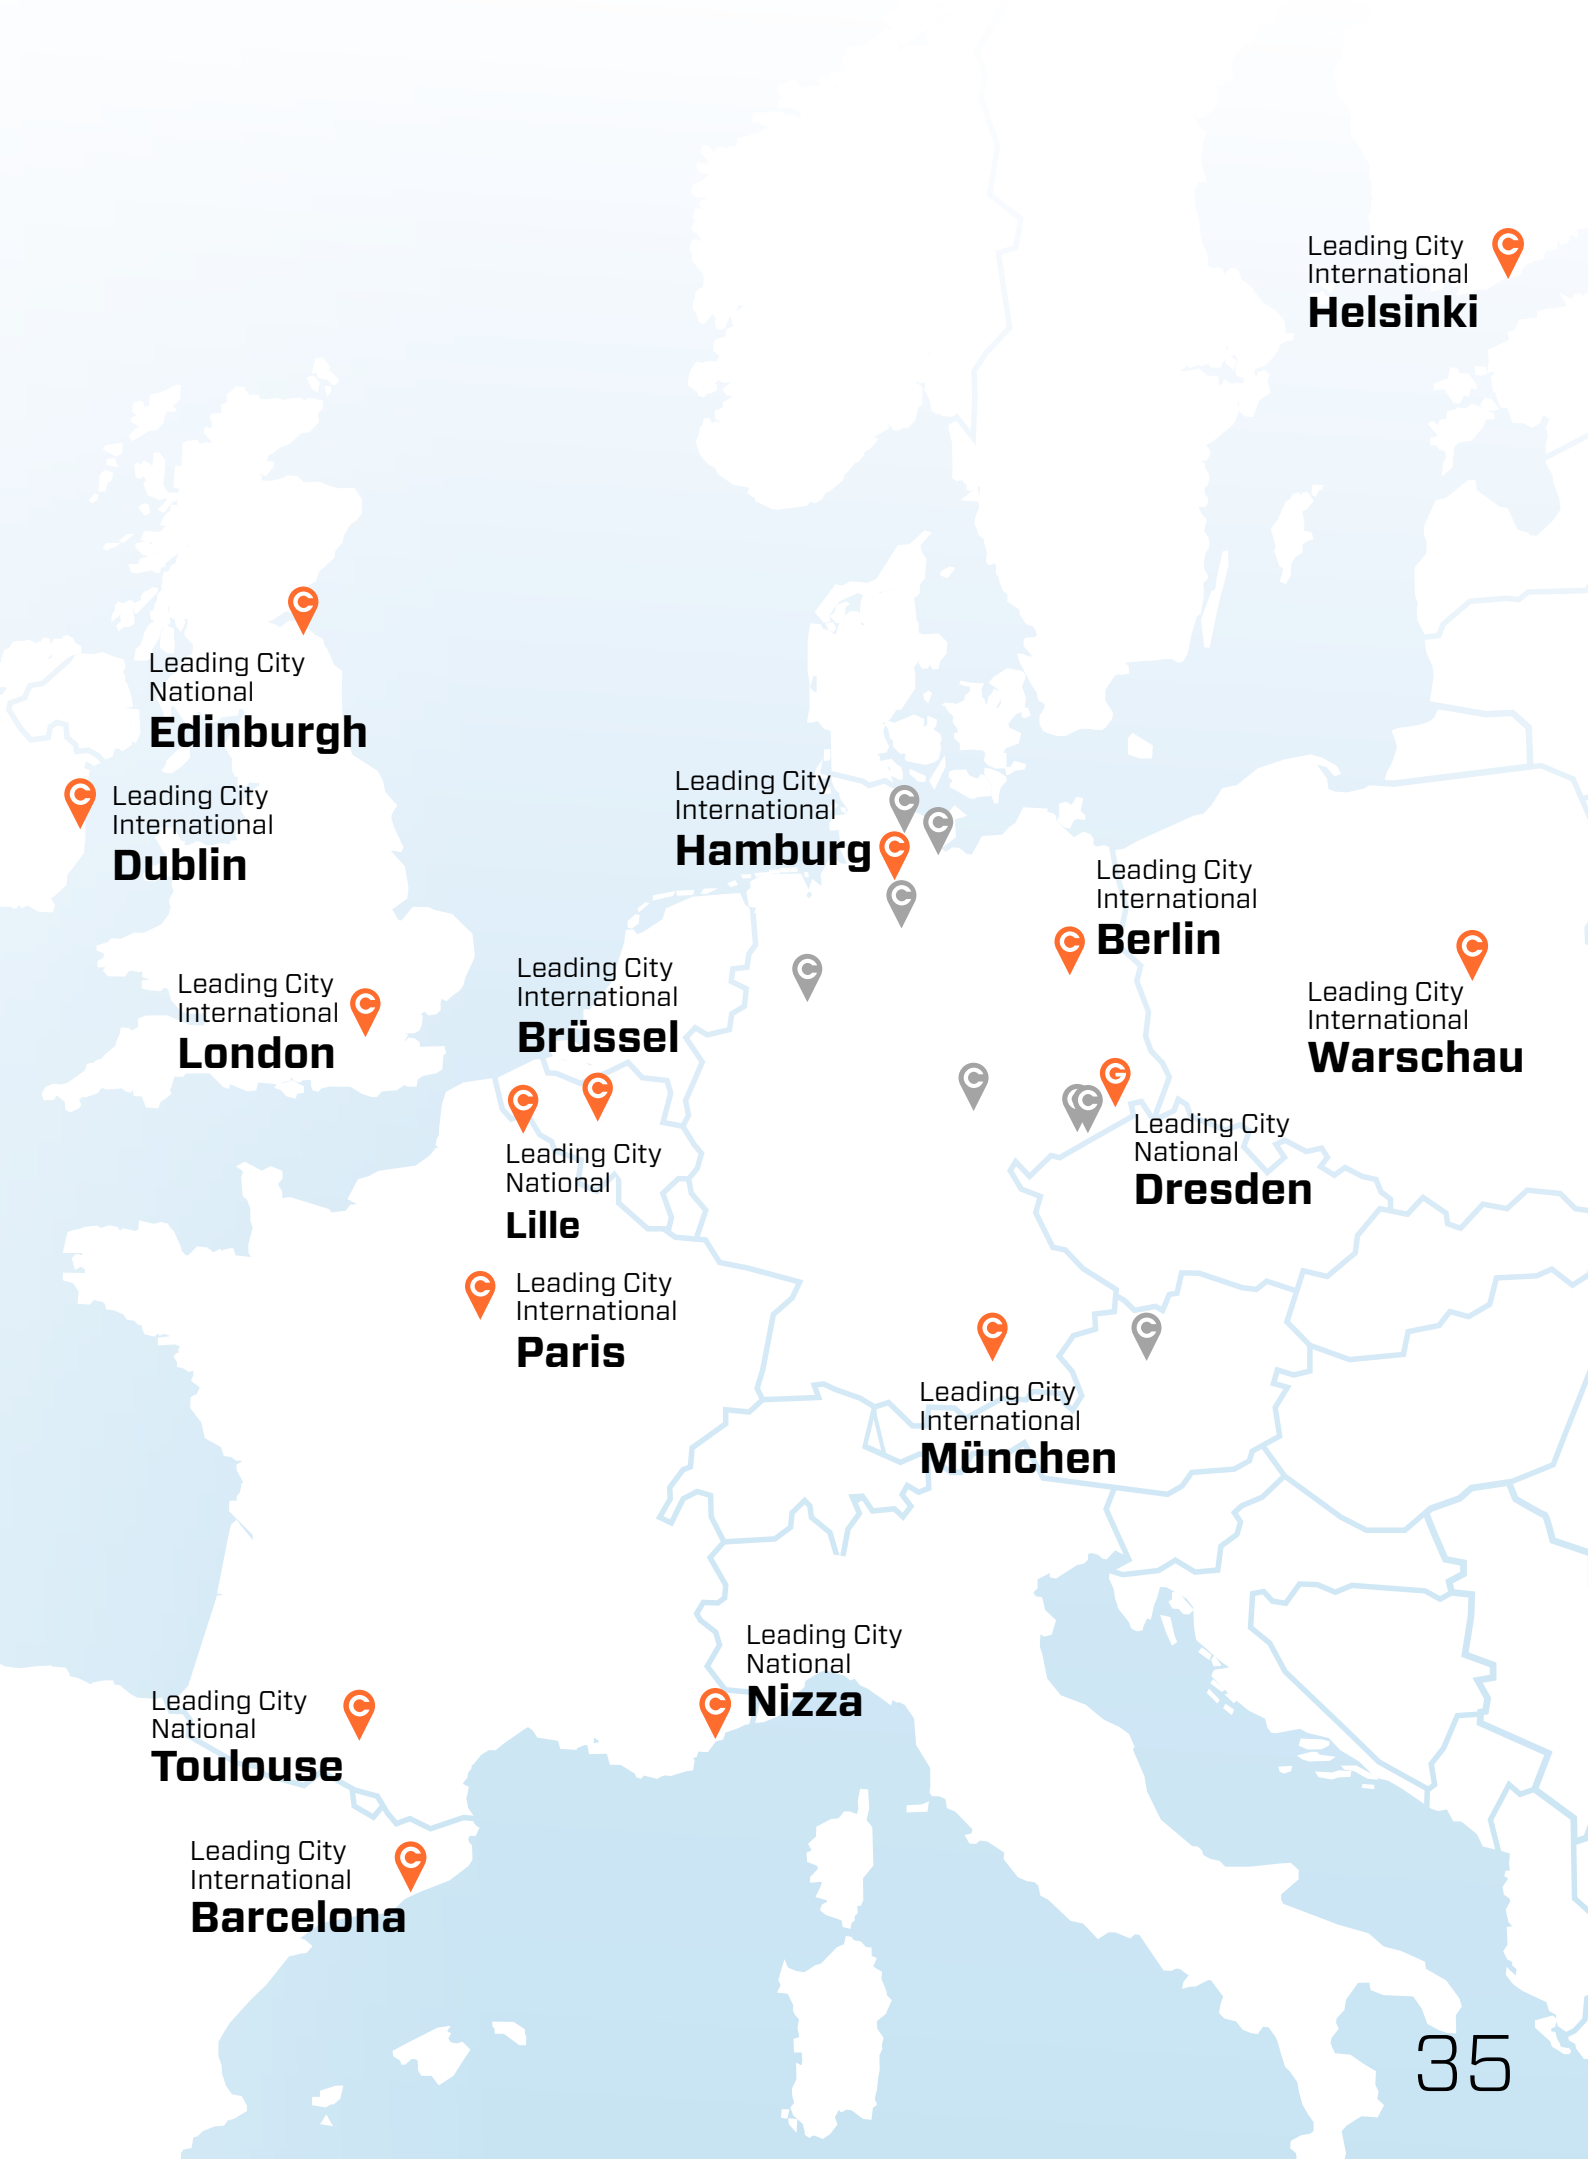 Leading City
International
Helsinki
Leading City
National
Edinburgh
Leading City
International
Dublin
Leading City
International
Hamburg
Leading City
International
Berlin
Leading City
International
London
Leading City
International
Brüssel
Leading City
International
Warschau
Leading City
National
Lille
Leading City
National
Dresden
Leading City
International
Paris
Leading City
International
München
Leading City
National
Nizza
Leading City
National
Toulouse
Leading City
International
Barcelona
C
C
C
C
C
C
C
C
C
C
C
C
C
C
G
C
C
C
C
C
C
C
C
35